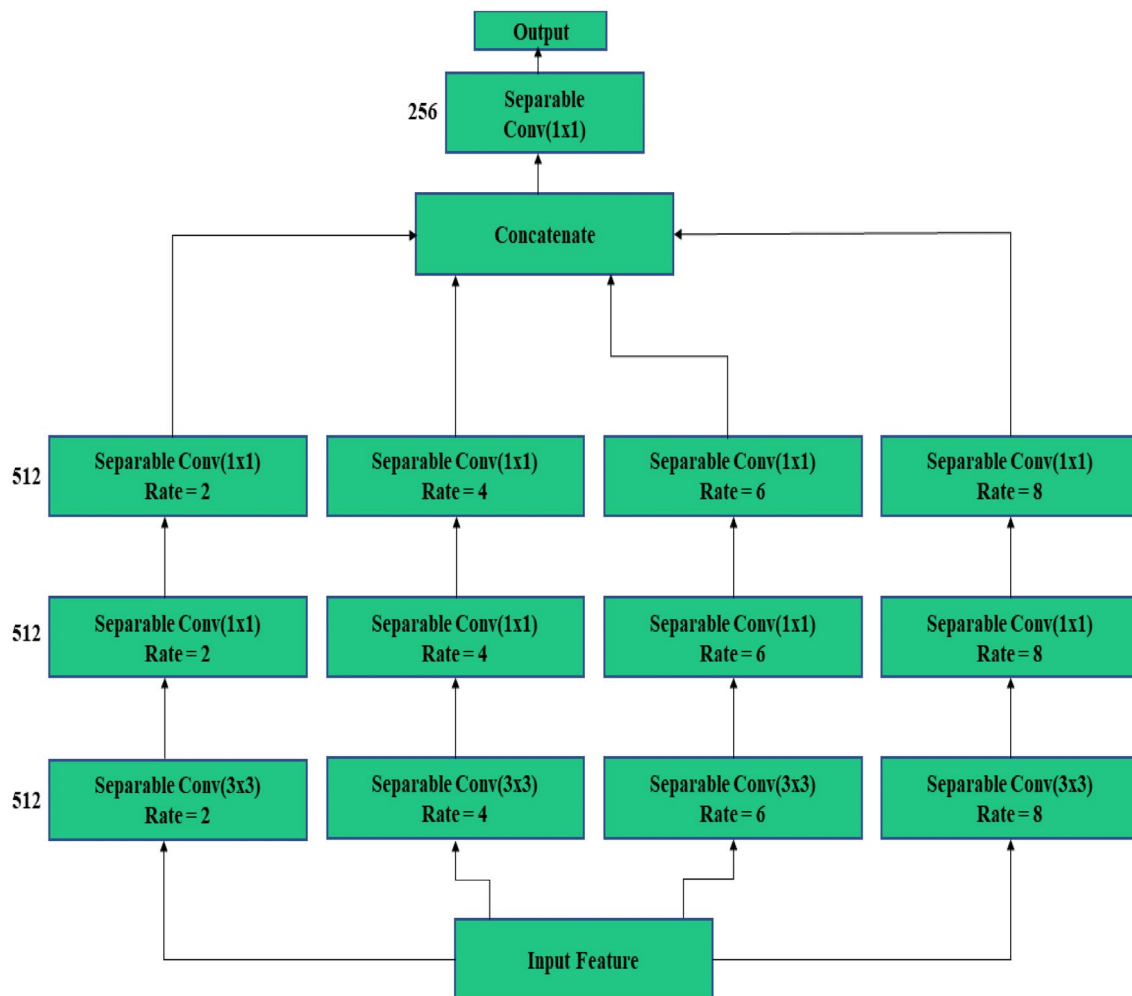 Output
256
Separable
Conv(1x1)
Concatenate
512
Separable Conv(1x1)
Rate = 2
Separable Conv(1x1)
Rate = 4
Separable Conv(1x1)
Rate = 6
Separable Conv(1x1)
Rate = 8
512
Separable Conv(1x1)
Rate = 2
Separable Conv(1x1)
Rate = 4
Separable Conv(1x1)
Rate = 6
Separable Conv(1x1)
Rate = 8
512
Separable Conv(3x3)
Rate = 2
Separable Conv(3x3)
Rate = 4
Separable Conv(3x3)
Rate = 6
Separable Conv(3x3)
Rate = 8
Input Feature